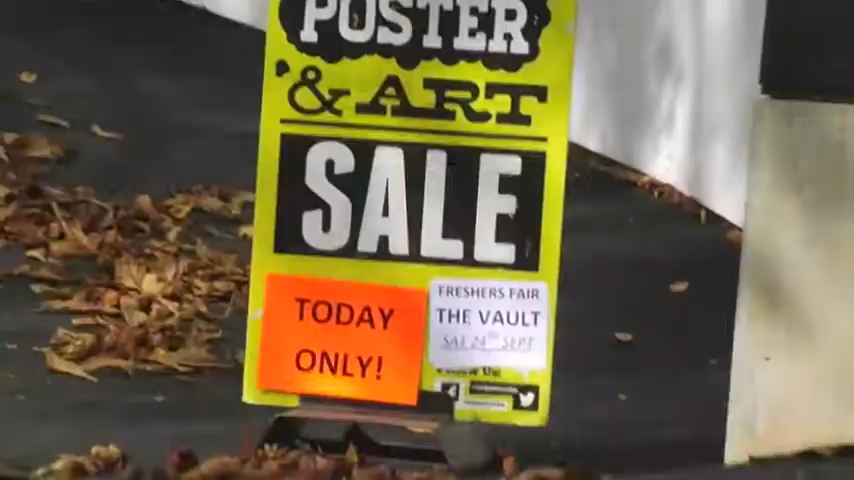 POSTER
& ART
SALE
TODAY
ONLY!
FRESHERS FAIR
THE VAULT
SAT 24TH SEPT
Follow Us